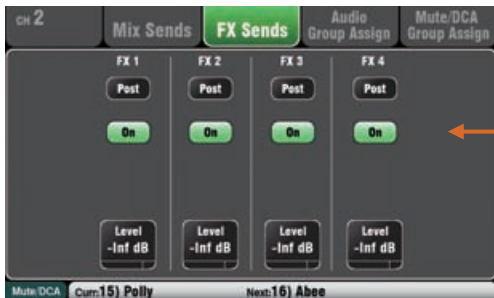 CH 2
Mix Sends
FX Sends
Audio Group Assign
Mute/DCA Group Assign
FX 1 FX 2 FX 3 FX 4
Post Post Post Post
On On On On
Level Level Level Level
-Inf dB -Inf dB -Inf dB -Inf dB
Mute/DCA Curr:15) Polly Next:16) Abee